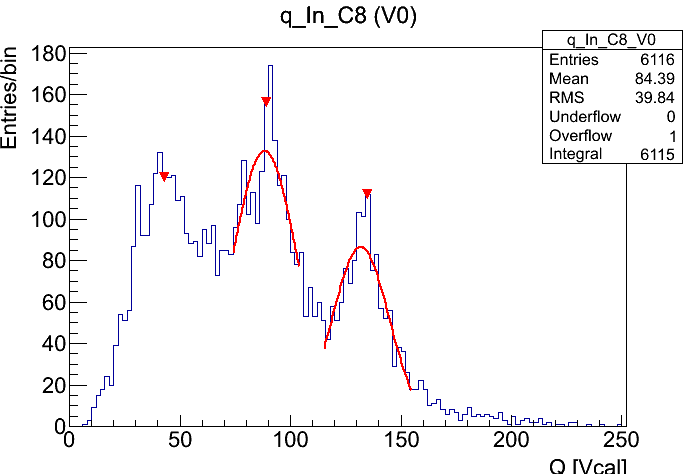 q_In_C8 (V0)
q_In_C8_V0
Entries 6116
Mean 84.39
RMS 39.84
Underflow 0
Overflow 1
Integral 6115
Entries/bin
180
160
140
120
100
80
60
40
20
0
0 50 100 150 200 250
Q [Vcal]